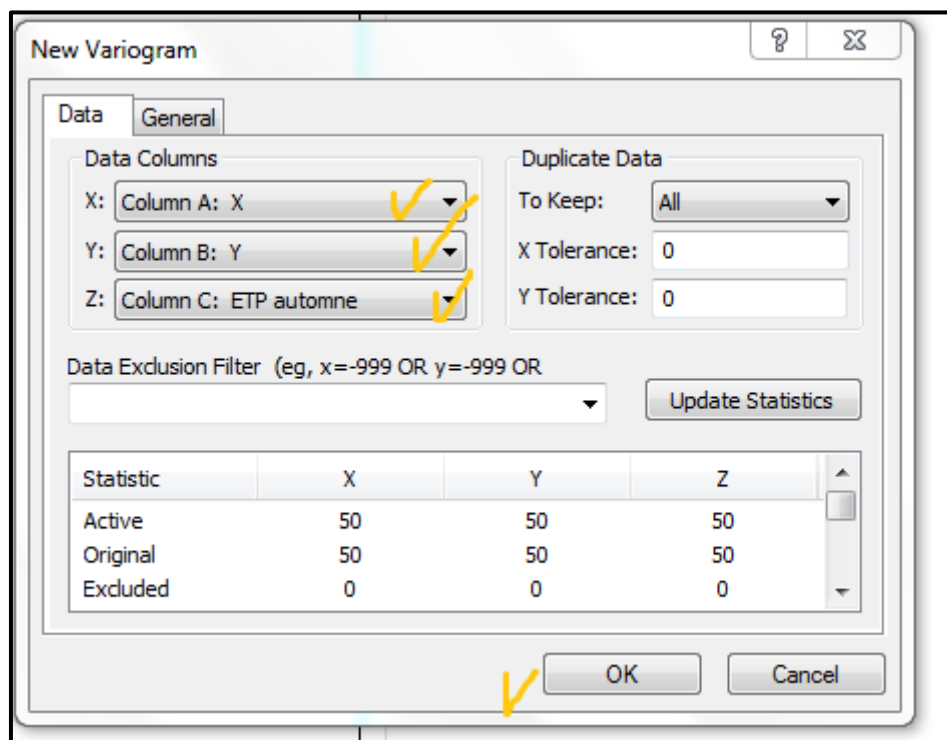 New Variogram
Data General
Data Columns Duplicate Data
X: Column A: X To Keep: All
Y: Column B: Y X Tolerance: 0
Z: Column C: ETP automne Y Tolerance: 0
Data Exclusion Filter (eg, x=-999 OR y=-999 OR
Update Statistics
Statistic X Y Z
Active 50 50 50
Original 50 50 50
Excluded 0 0 0
OK Cancel